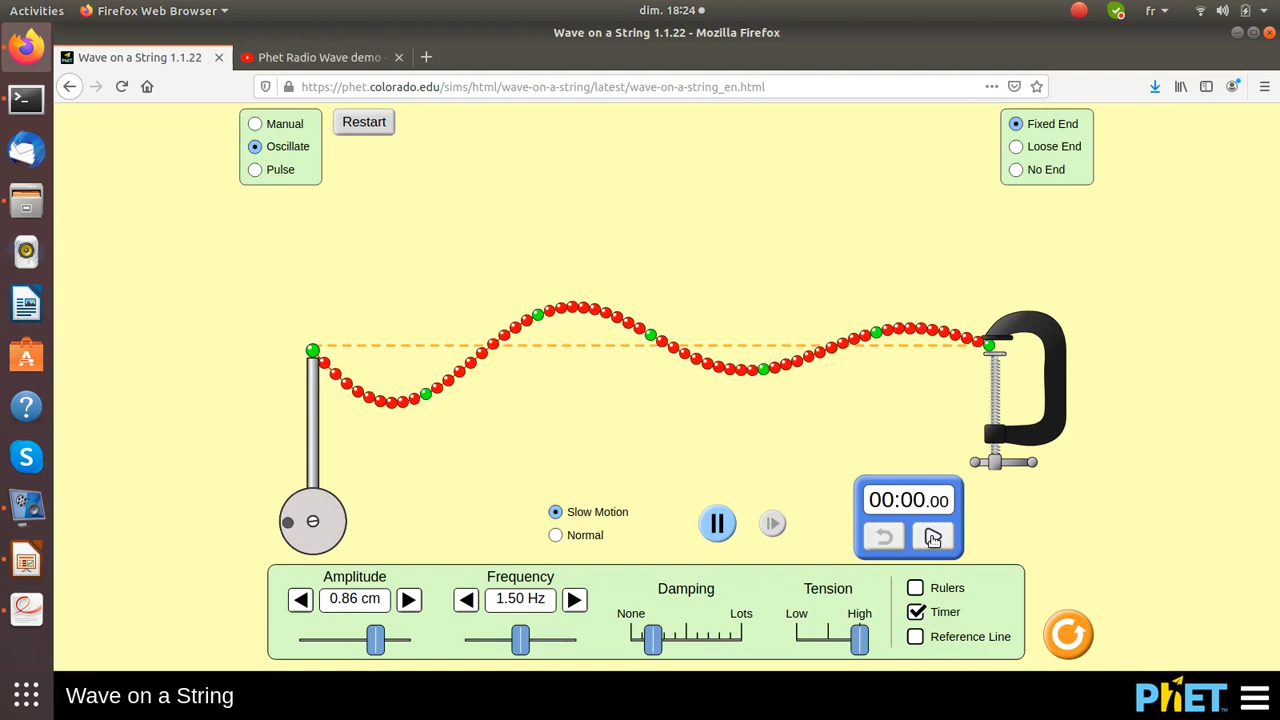 Activities
Firefox Web Browser
dim. 18:24
fr
Wave on a String 1.1.22 - Mozilla Firefox
Wave on a String 1.1.22
Phet Radio Wave demo
https://phet.colorado.edu/sims/html/wave-on-a-string/latest/wave-on-a-string_en.html
Manual
Oscillate
Pulse
Restart
Fixed End
Loose End
No End
Slow Motion
Normal
00:00.00
Amplitude
0.86 cm
Frequency
1.50 Hz
Damping
None
Lots
Tension
Low
High
Rulers
Timer
Reference Line
Wave on a String
PhET